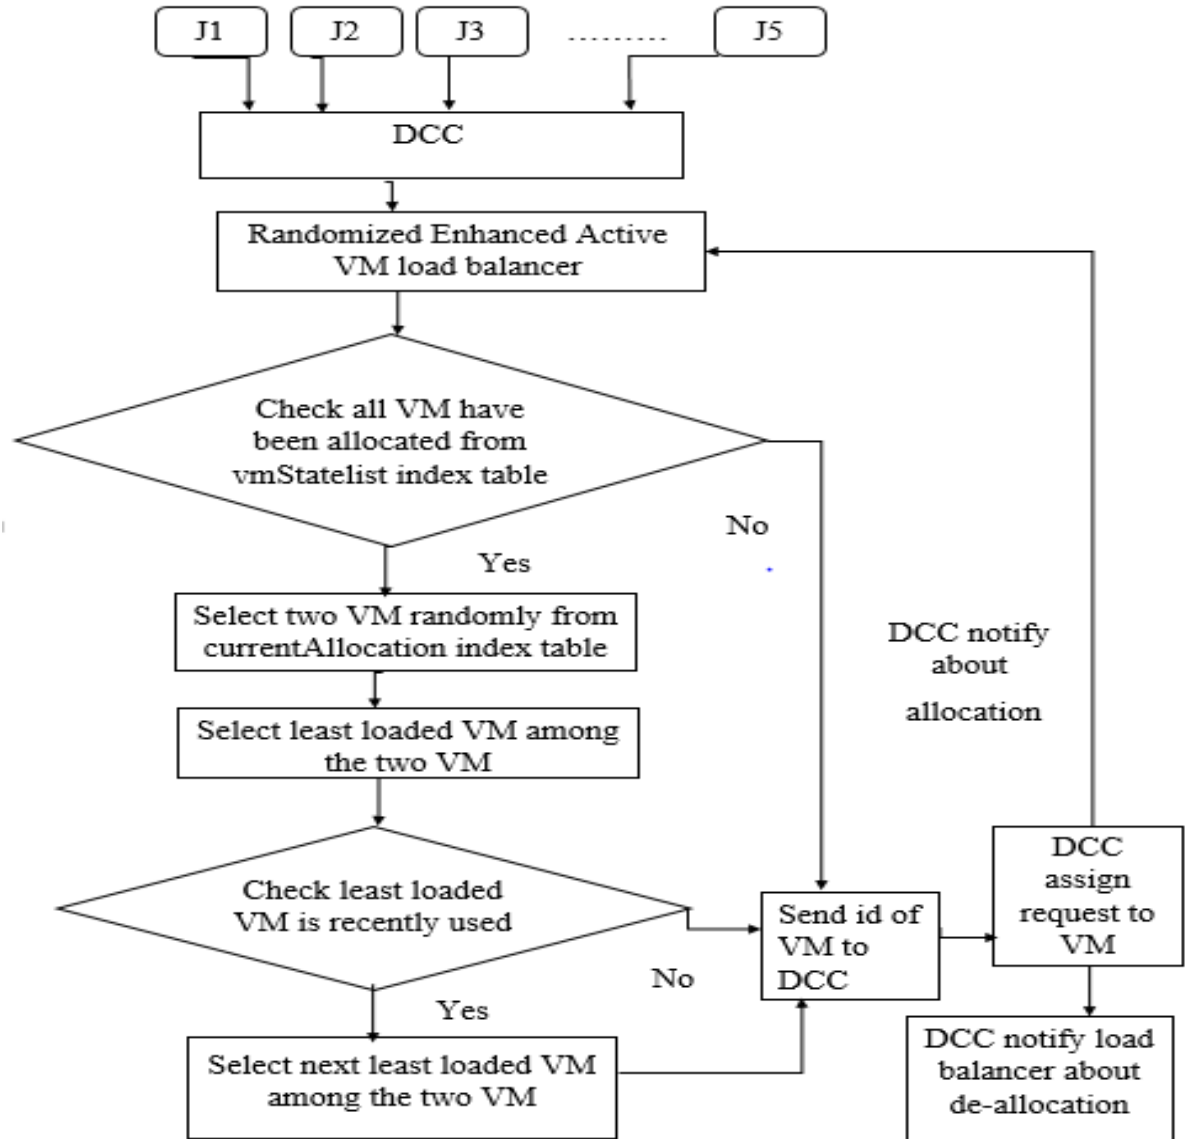 J1 J2 J3 ......... J5
DCC
Randomized Enhanced Active
VM load balancer
Check all VM have
been allocated from
vmStatelist index table
No
Yes
Select two VM randomly from
currentAllocation index table
DCC notify
about
allocation
Select least loaded VM among
the two VM
Check least loaded
VM is recently used
No
Yes
Send id of
VM to
DCC
DCC
assign
request to
VM
Select next least loaded VM
among the two VM
DCC notify load
balancer about
de-allocation